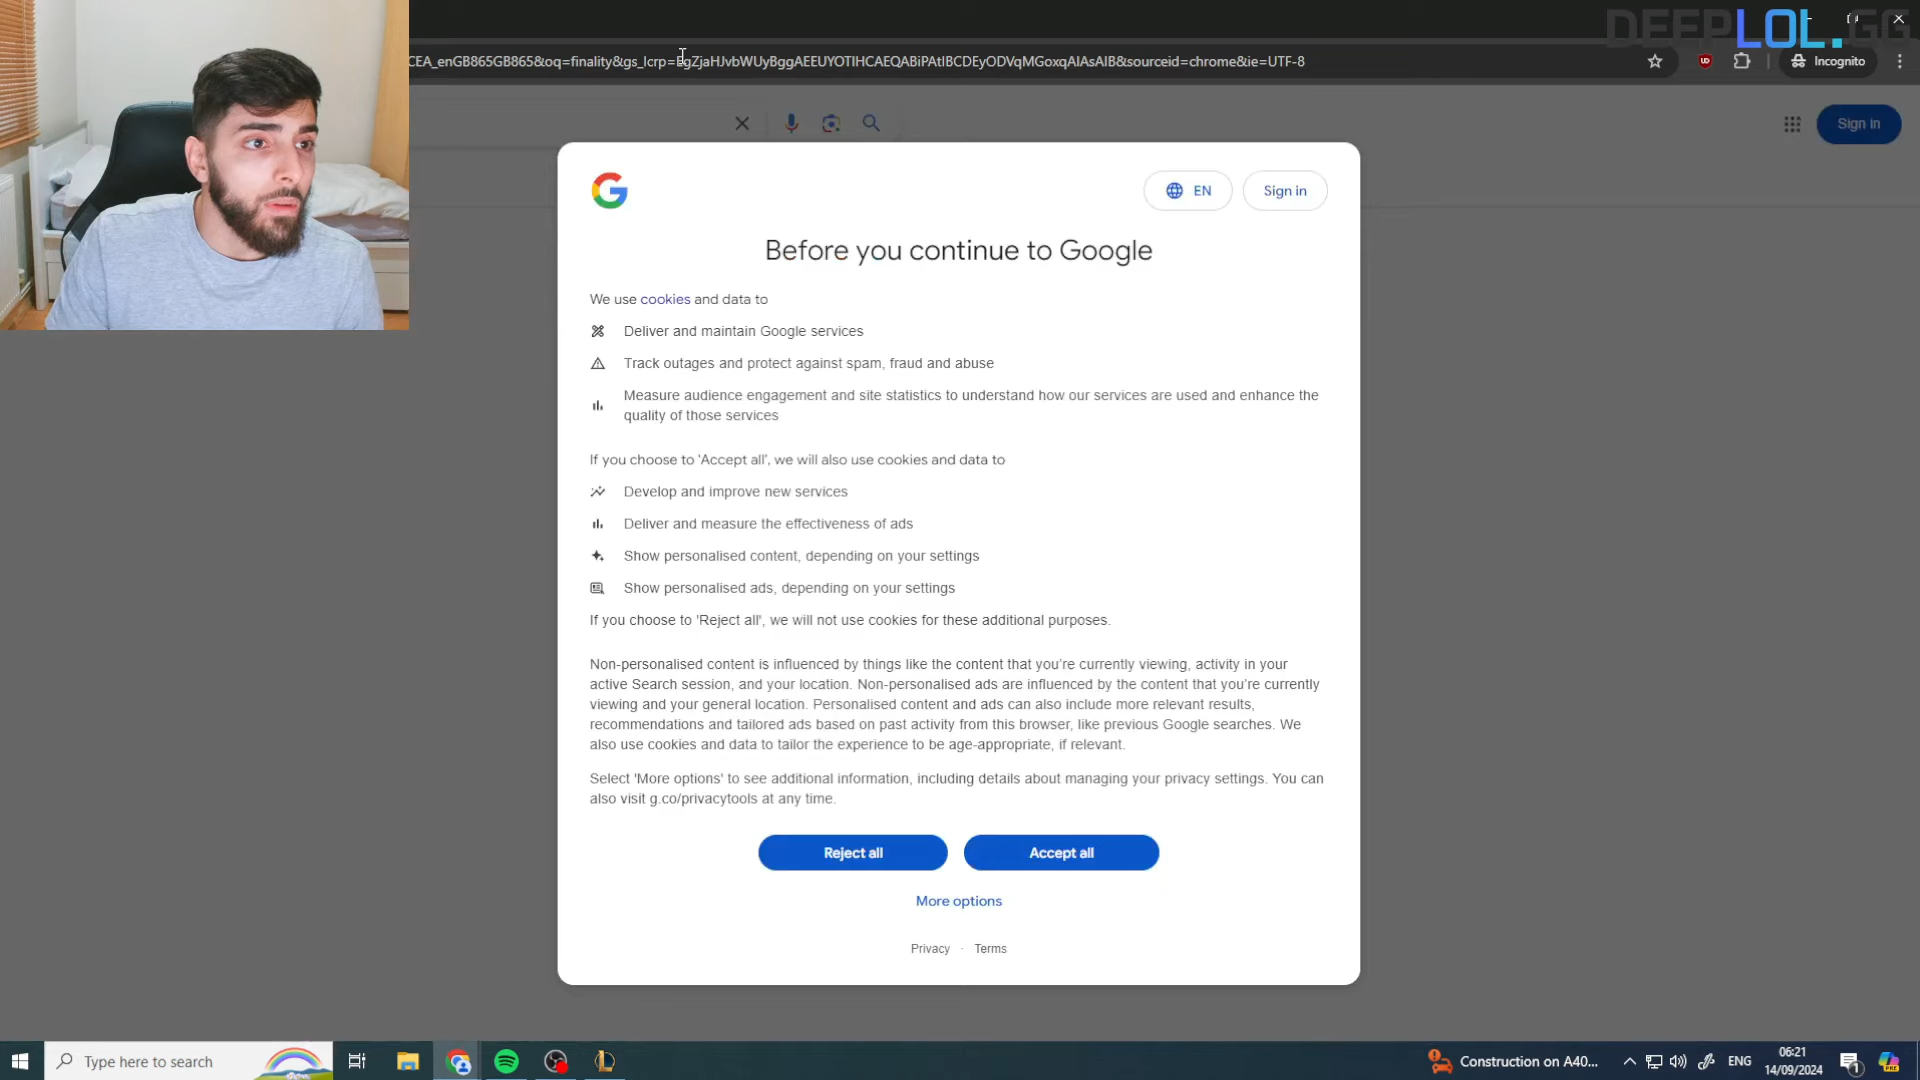 DEEPLOL.GG
CEA_enGB865GB865&oq=finality&gs_lcrp=EgZjaHJvbWUyBggAEEUYOTIHCAEQABiPAtIBCDEyODVqMGoxqAIAsAIB&sourceid=chrome&ie=UTF-8
Incognito
Sign in
EN
Sign in
Before you continue to Google
We use cookies and data to
Deliver and maintain Google services
Track outages and protect against spam, fraud and abuse
Measure audience engagement and site statistics to understand how our services are used and enhance the
quality of those services
If you choose to 'Accept all', we will also use cookies and data to
Develop and improve new services
Deliver and measure the effectiveness of ads
Show personalised content, depending on your settings
Show personalised ads, depending on your settings
If you choose to 'Reject all', we will not use cookies for these additional purposes.
Non-personalised content is influenced by things like the content that you're currently viewing, activity in your
active Search session, and your location. Non-personalised ads are influenced by the content that you're currently
viewing and your general location. Personalised content and ads can also include more relevant results,
recommendations and tailored ads based on past activity from this browser, like previous Google searches. We
also use cookies and data to tailor the experience to be age-appropriate, if relevant.
Select 'More options' to see additional information, including details about managing your privacy settings. You can
also visit g.co/privacytools at any time.
Reject all
Accept all
More options
Privacy · Terms
Type here to search
Construction on A40...
ENG
06:21
14/09/2024
1
PRE